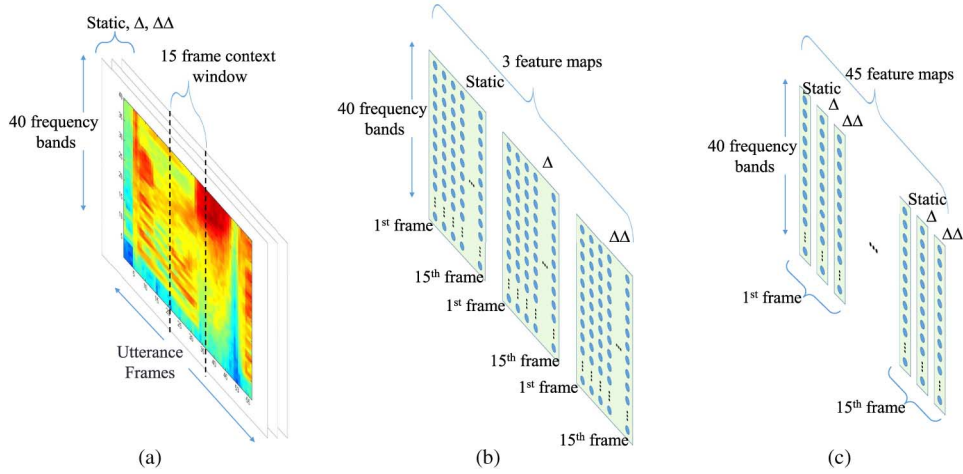 Static, Δ, ΔΔ
15 frame context
window
40 frequency
bands
Utterance
Frames
(a)
3 feature maps
Static
40 frequency
bands
Δ
ΔΔ
1st frame
15th frame
1st frame
15th frame
1st frame
15th frame
(b)
45 feature maps
Static
Δ
ΔΔ
40 frequency
bands
Static
Δ
ΔΔ
1st frame
15th frame
(c)